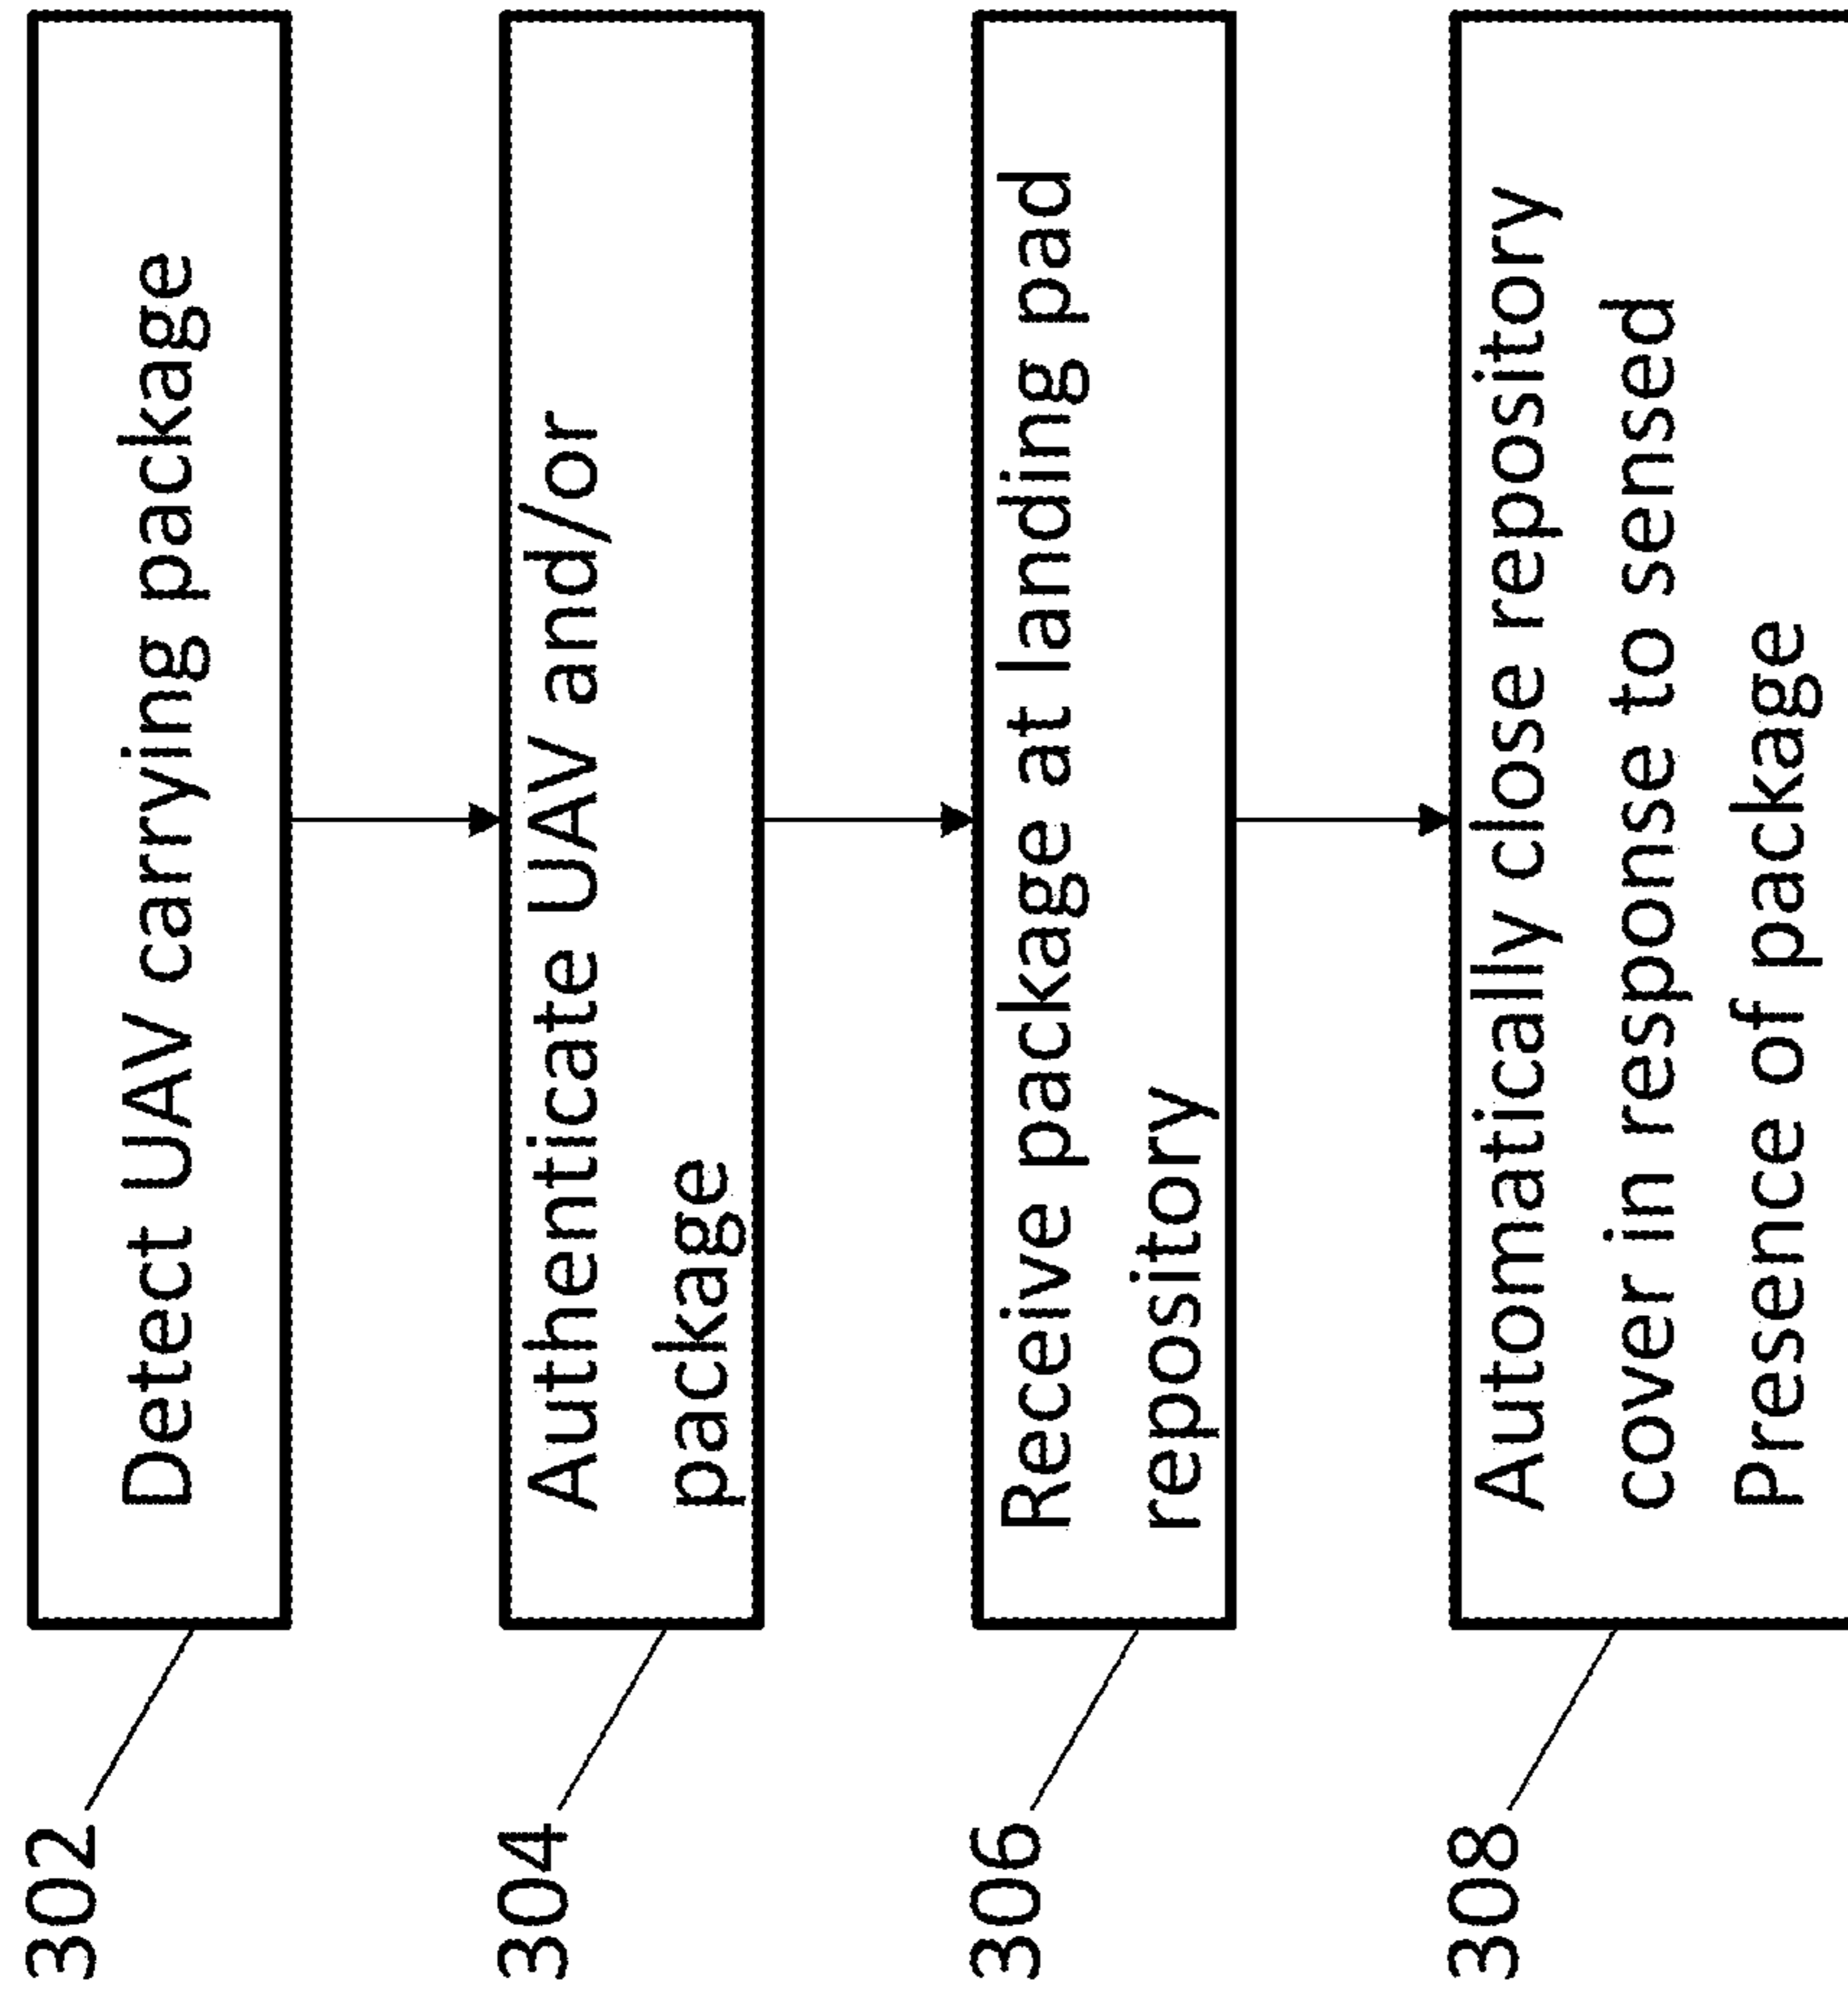 302
Detect UAV carrying package
304
Authenticate UAV and/or
package
306
Receive package at landing pad
repository
308
Automatically close repository
cover in response to sensed
Presence of package